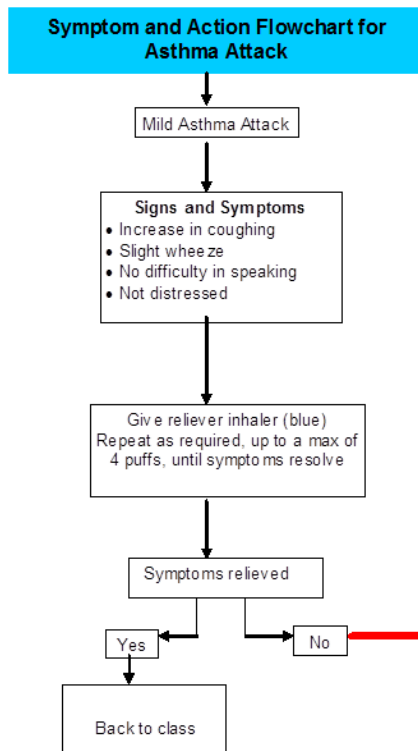 Symptom and Action Flowchart for
Asthma Attack
Mild Asthma Attack
Signs and Symptoms
• Increase in coughing
• Slight wheeze
• No difficulty in speaking
• Not distressed
Give reliever inhaler (blue)
Repeat as required, up to a max of
4 puffs, until symptoms resolve
Symptoms relieved
Yes
No
Back to class